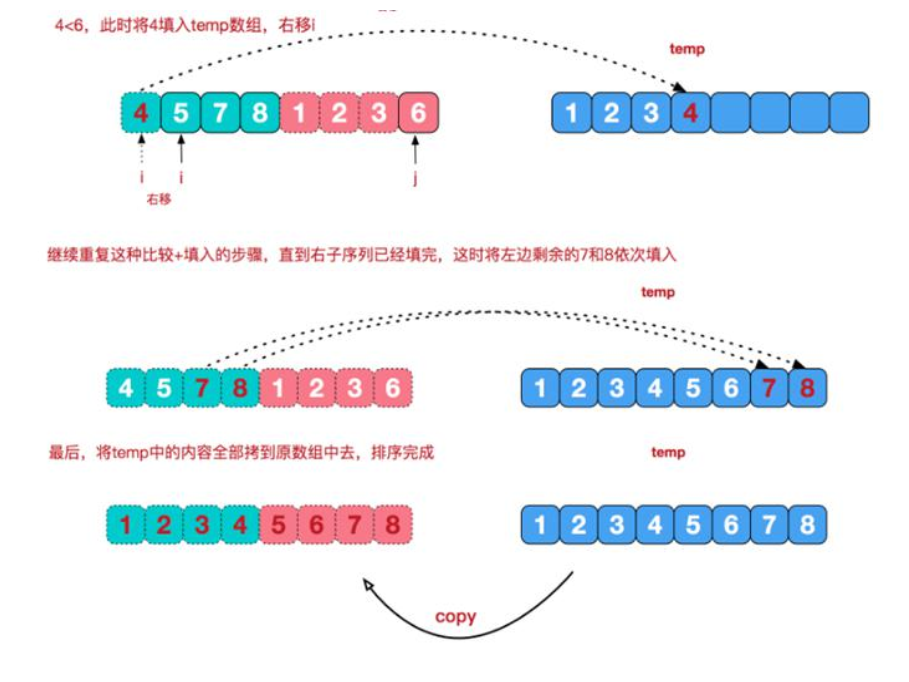 4<6，此时将4填入temp数组，右移i
temp
4 5 7 8 1 2 3 6
1 2 3 4
i i j
右移
继续重复这种比较+填入的步骤，直到右子序列已经填完，这时将左边剩余的7和8依次填入
temp
4 5 7 8 1 2 3 6
1 2 3 4 5 6 7 8
最后，将temp中的内容全部拷到原数组中去，排序完成
temp
1 2 3 4 5 6 7 8
1 2 3 4 5 6 7 8
copy